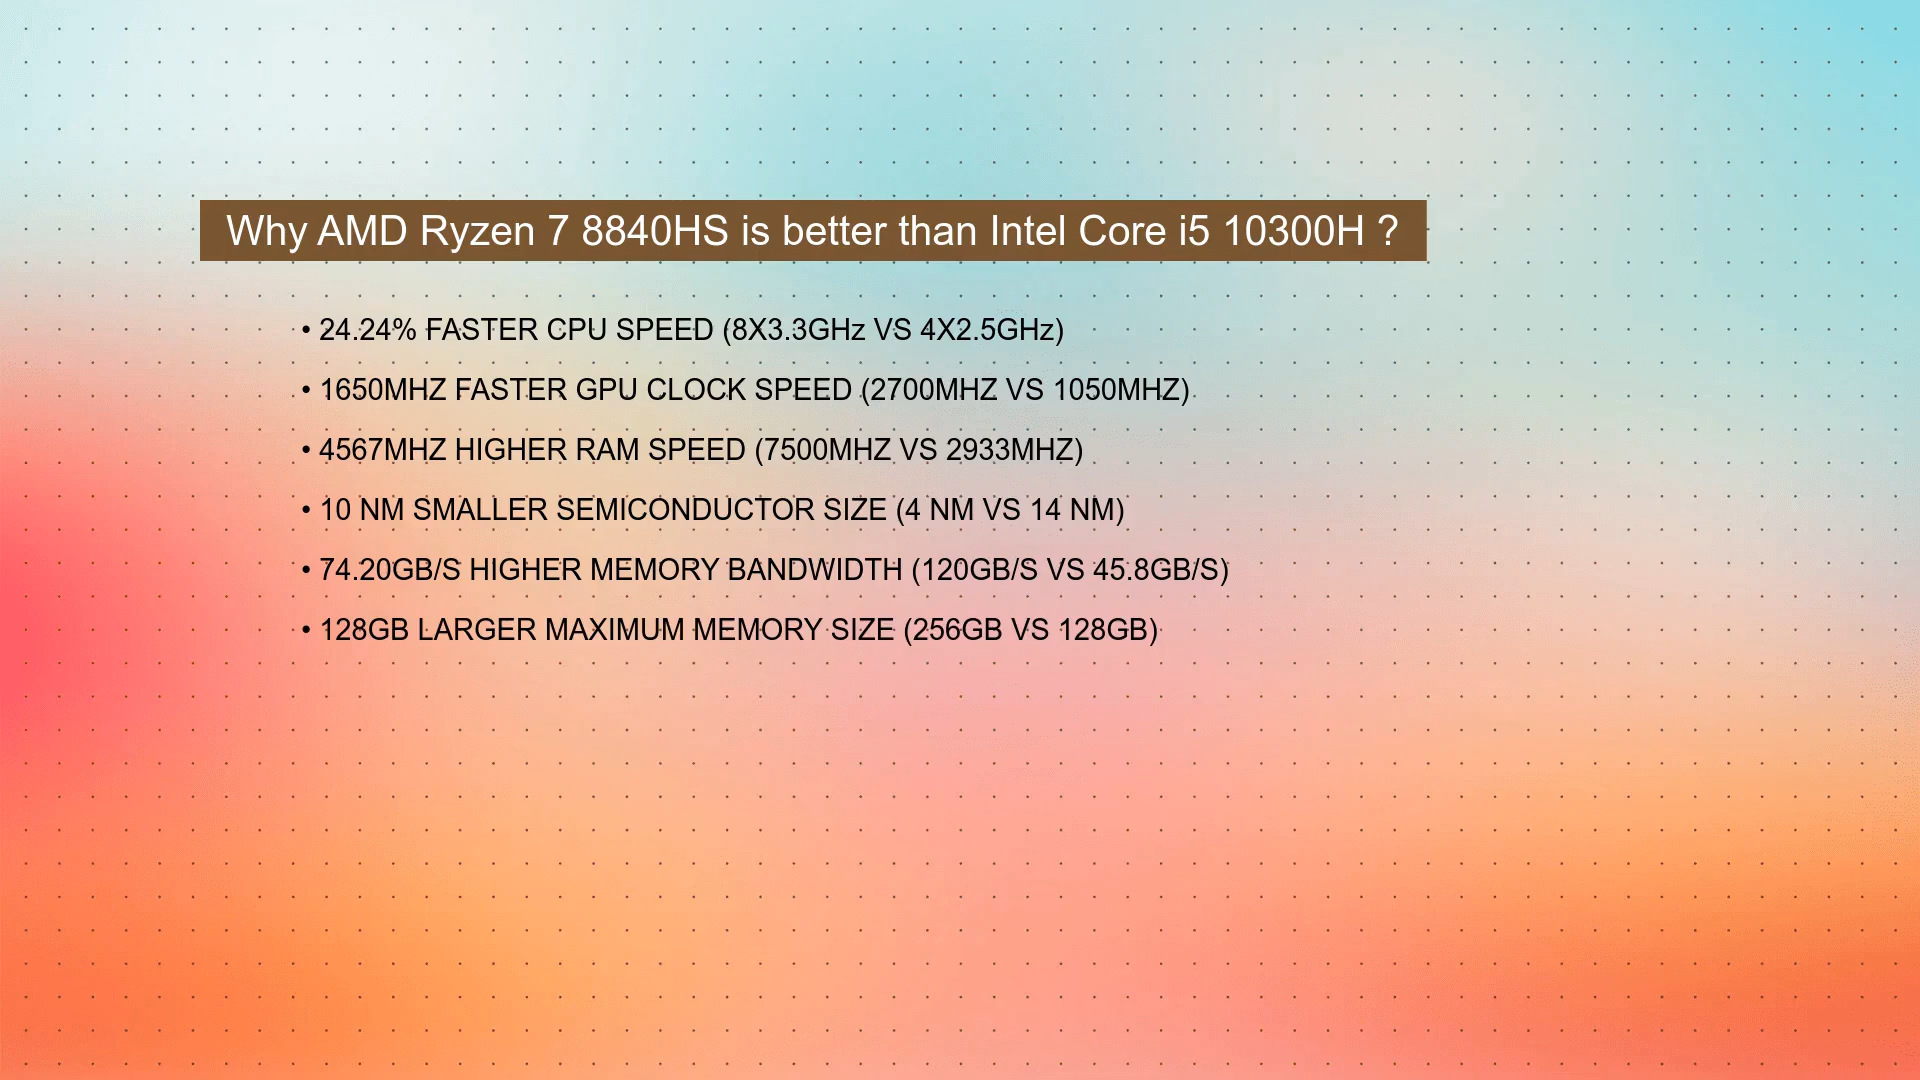 Why AMD Ryzen 7 8840HS is better than Intel Core i5 10300H ?
• 24.24% FASTER CPU SPEED (8X3.3GHz VS 4X2.5GHz)
• 1650MHZ FASTER GPU CLOCK SPEED (2700MHZ VS 1050MHZ)
• 4567MHZ HIGHER RAM SPEED (7500MHZ VS 2933MHZ)
• 10 NM SMALLER SEMICONDUCTOR SIZE (4 NM VS 14 NM)
• 74.20GB/S HIGHER MEMORY BANDWIDTH (120GB/S VS 45.8GB/S)
• 128GB LARGER MAXIMUM MEMORY SIZE (256GB VS 128GB)